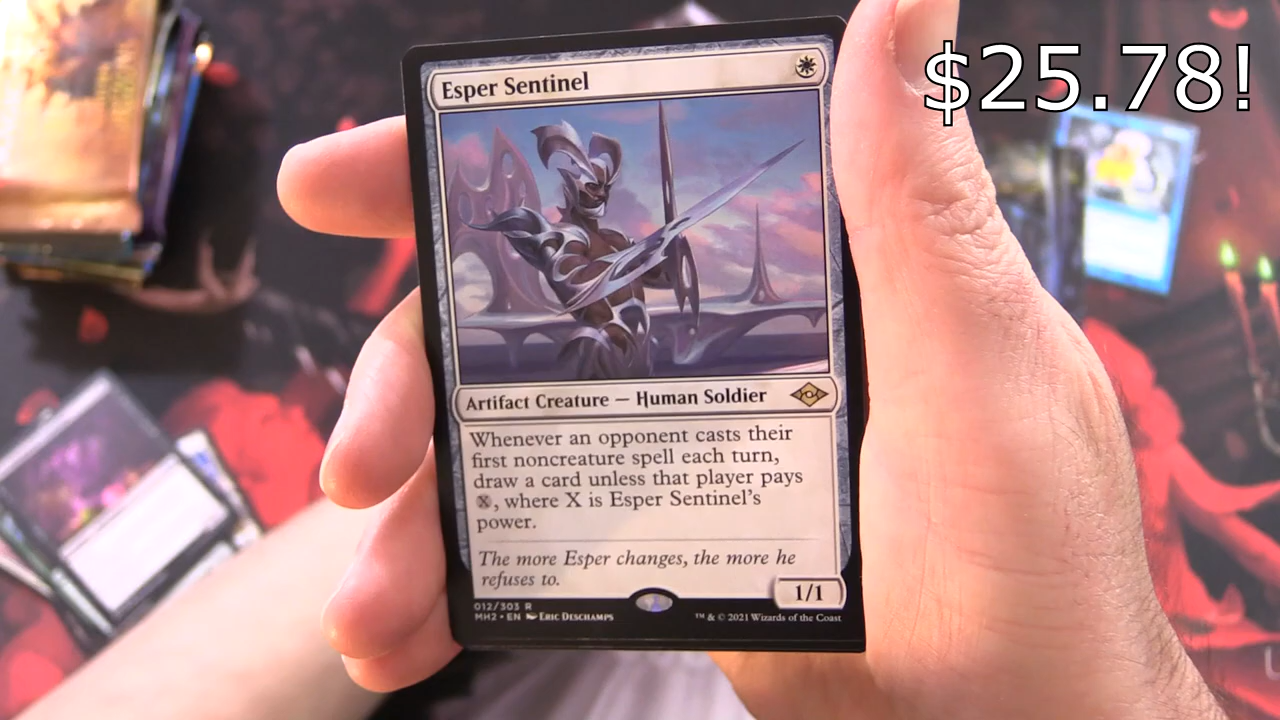 $25.78!
Esper Sentinel
Artifact Creature — Human Soldier
Whenever an opponent casts their
first noncreature spell each turn,
draw a card unless that player pays
X, where X is Esper Sentinel's
power.
The more Esper changes, the more he
refuses to.
1/1
012/303 R
MH2 • EN Eric Deschamps
™ & © 2021 Wizards of the Coast